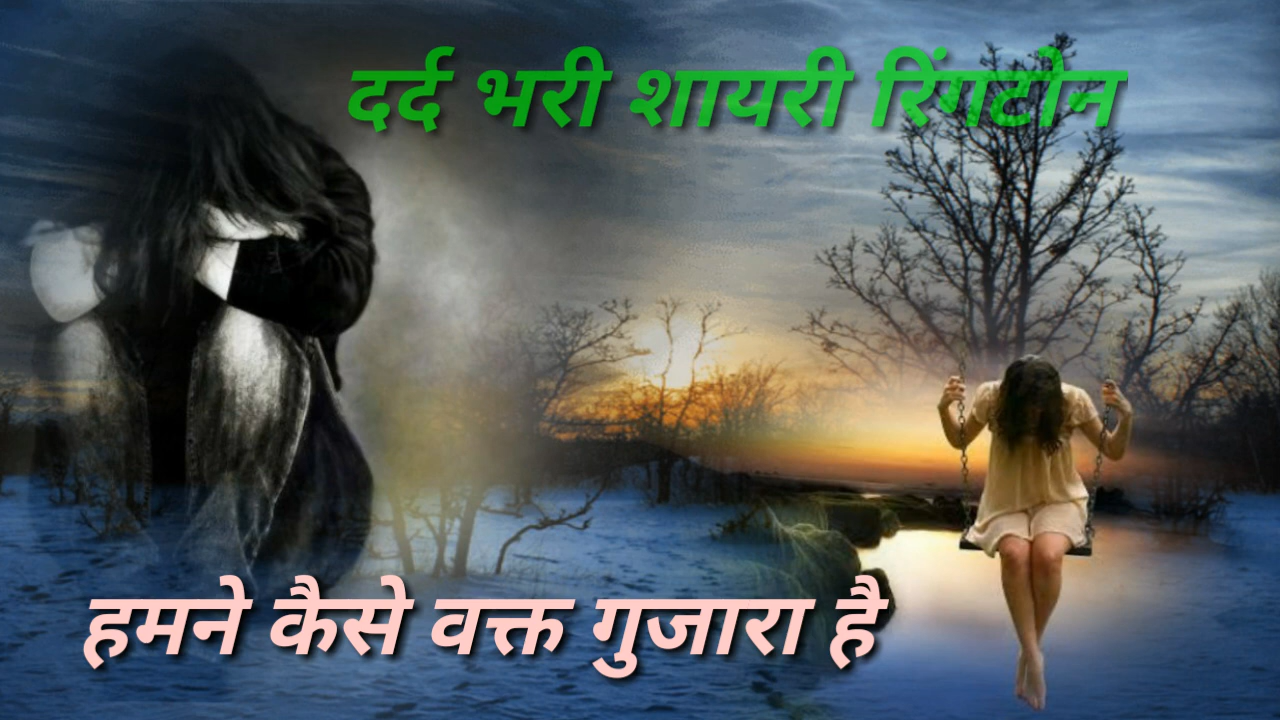 दर्द भरी शायरी रिंगटोन
हमने कैसे वक्त गुजारा है